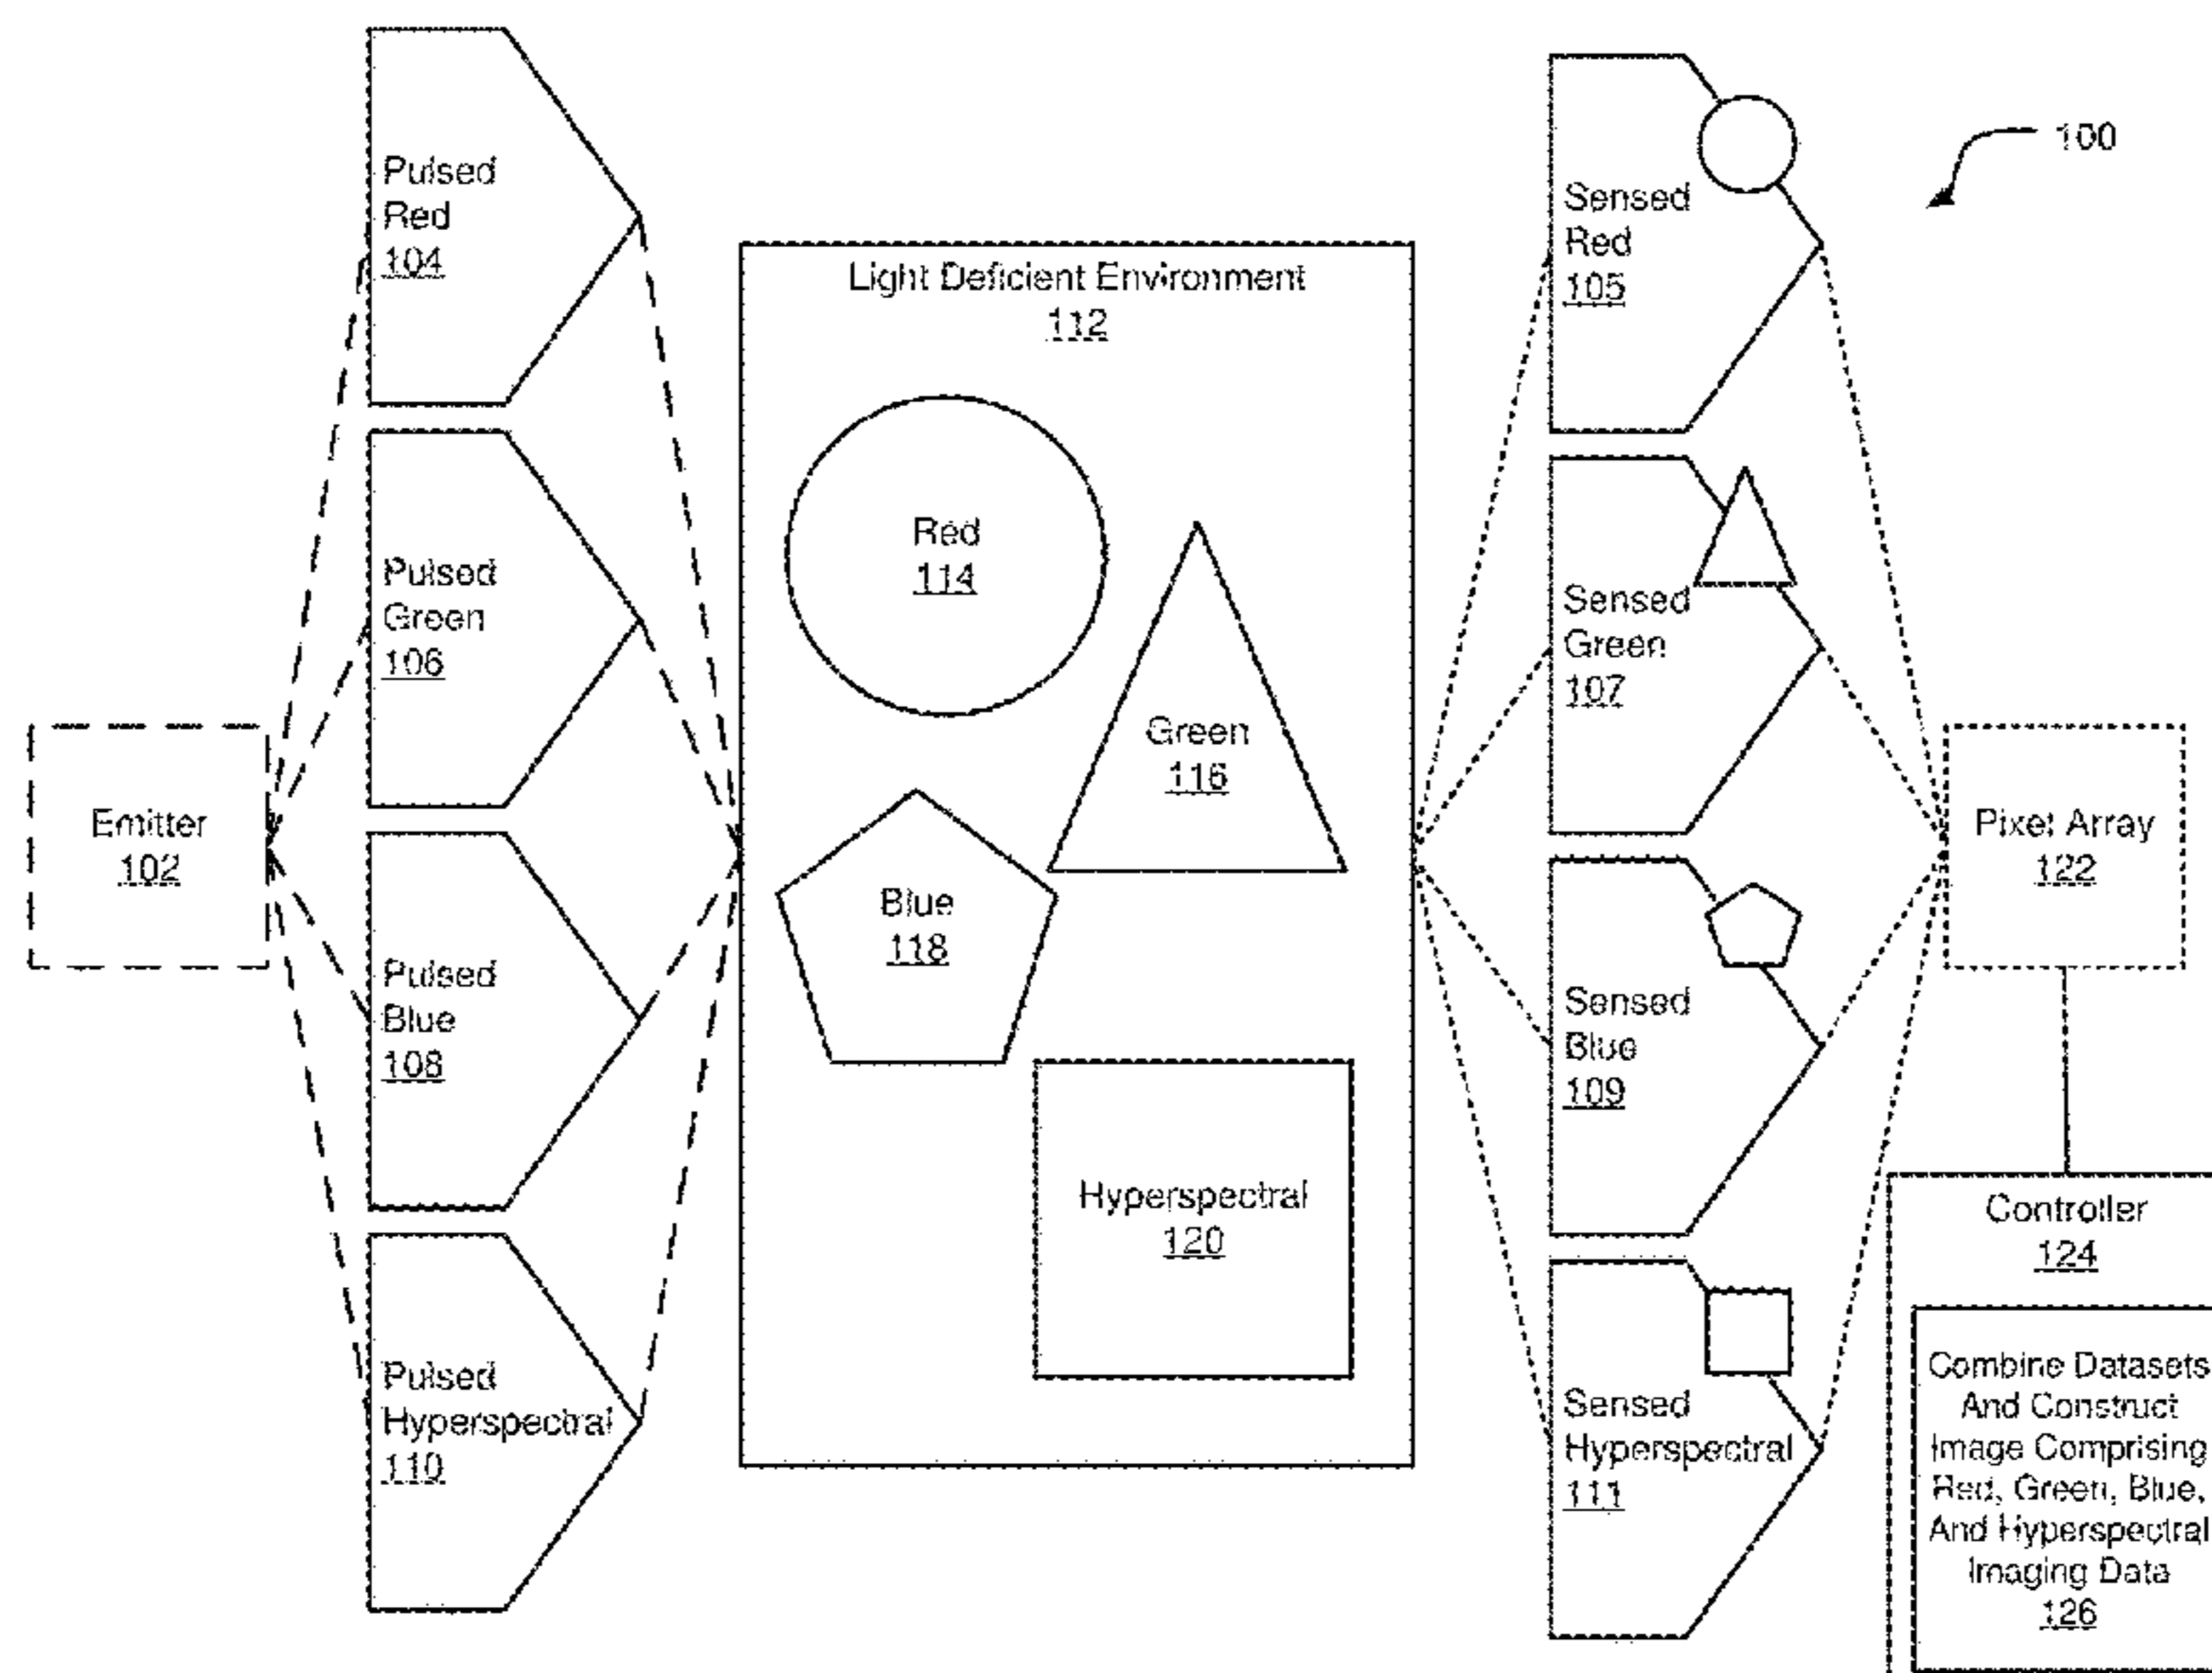 Pulsed
Red
104
Pulsed
Green
106
Pulsed
Blue
108
Pulsed
Hyperspectral
110
Emitter
102
Light Deficient Environment
112
Red
114
Green
116
Blue
118
Hyperspectral
120
Sensed
Red
105
Sensed
Green
107
Sensed
Blue
109
Sensed
Hyperspectral
111
100
Pixel Array
122
Controller
124
Combine Datasets
And Construct
Image Comprising
Red, Green, Blue,
And Hyperspectral
Imaging Data
126